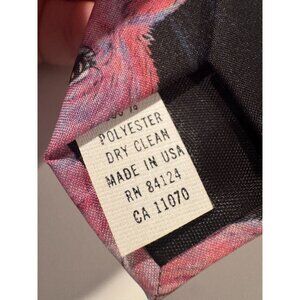 POLYESTER
DRY CLEAN
MADE IN USA
RN 84124
CA 11070